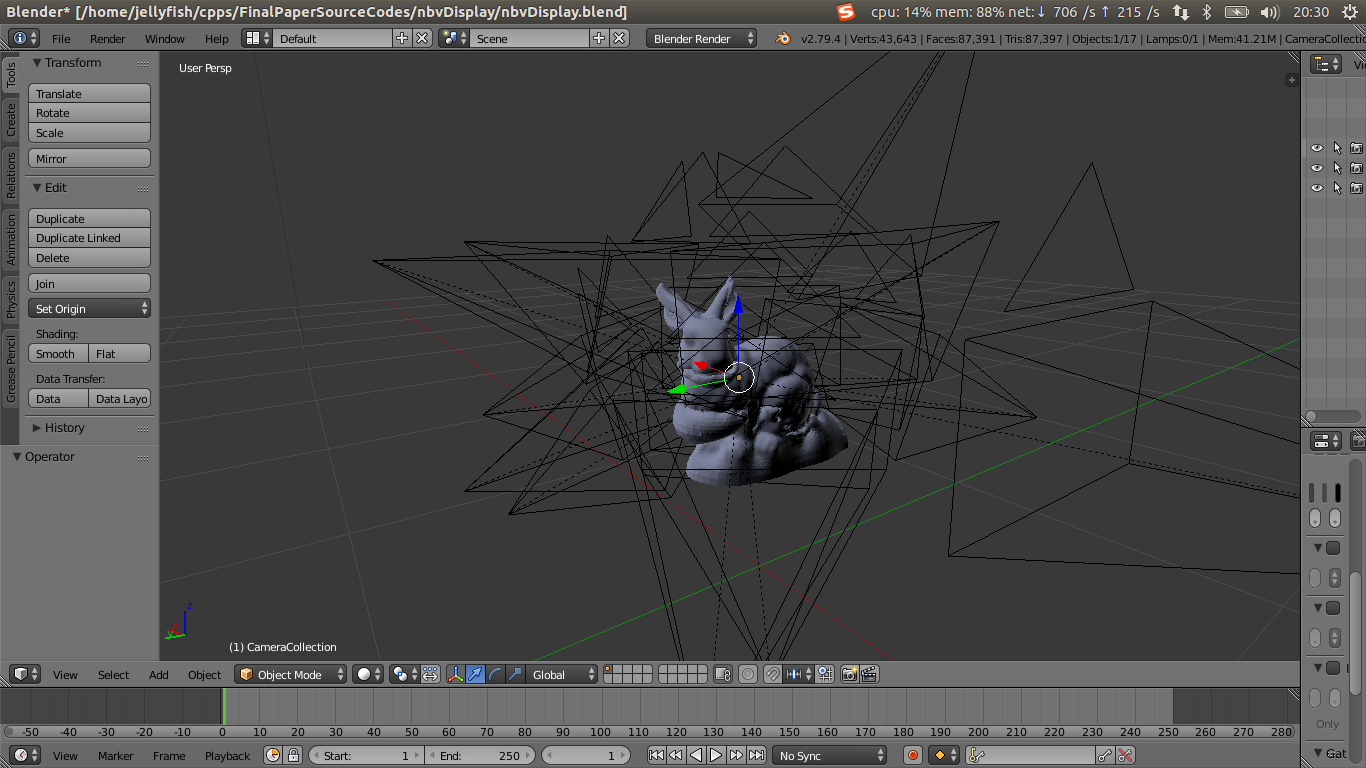 Blender* [/home/jellyfish/cpps/FinalPaperSourceCodes/nbvDisplay/nbvDisplay.blend]
cpu: 14% mem: 88% net:↓ 706 /s ↑ 215 /s
20:30
File Render Window Help
Default
Scene
Blender Render
v2.79.4 | Verts:43,643 | Faces:87,391 | Tris:87,397 | Objects:1/17 | Lamps:0/1 | Mem:41.21M | CameraCollectio
Tools
Create
Relations
Animation
Physics
Grease Pencil
Transform
Translate
Rotate
Scale
Mirror
Edit
Duplicate
Duplicate Linked
Delete
Join
Set Origin
Shading:
Smooth Flat
Data Transfer:
Data Data Layo
History
Operator
User Persp
z
x
y
(1) CameraCollection
Vi
Only
Gat
View Select Add Object
Object Mode
Global
-50 -40 -30 -20 -10 0 10 20 30 40 50 60 70 80 90 100 110 120 130 140 150 160 170 180 190 200 210 220 230 240 250 260 270 280
View Marker Frame Playback
Start: 1
End: 250
1
No Sync